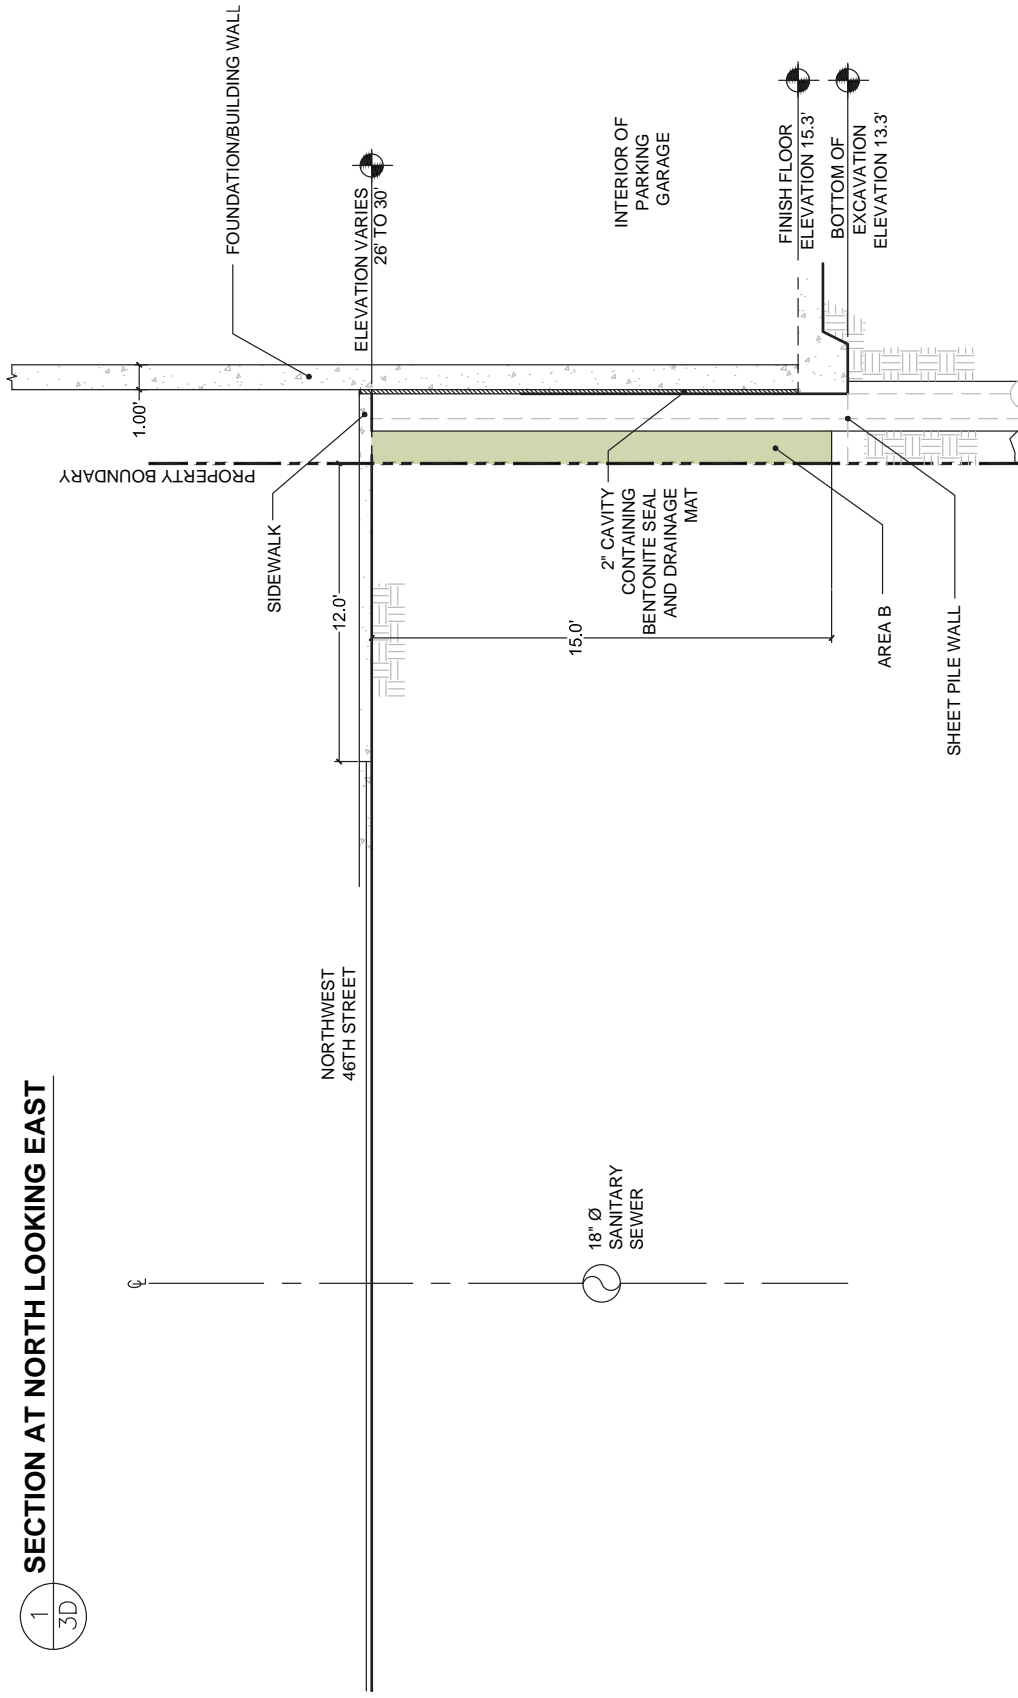 1
3D
SECTION AT NORTH LOOKING EAST
℄
NORTHWEST
46TH STREET
18" Ø
SANITARY
SEWER
12.0'
15.0'
SIDEWALK
PROPERTY BOUNDARY
1.00'
FOUNDATION/BUILDING WALL
ELEVATION VARIES
26' TO 30'
2" CAVITY
CONTAINING
BENTONITE SEAL
AND DRAINAGE
MAT
AREA B
SHEET PILE WALL
INTERIOR OF
PARKING
GARAGE
FINISH FLOOR
ELEVATION 15.3'
BOTTOM OF
EXCAVATION
ELEVATION 13.3'